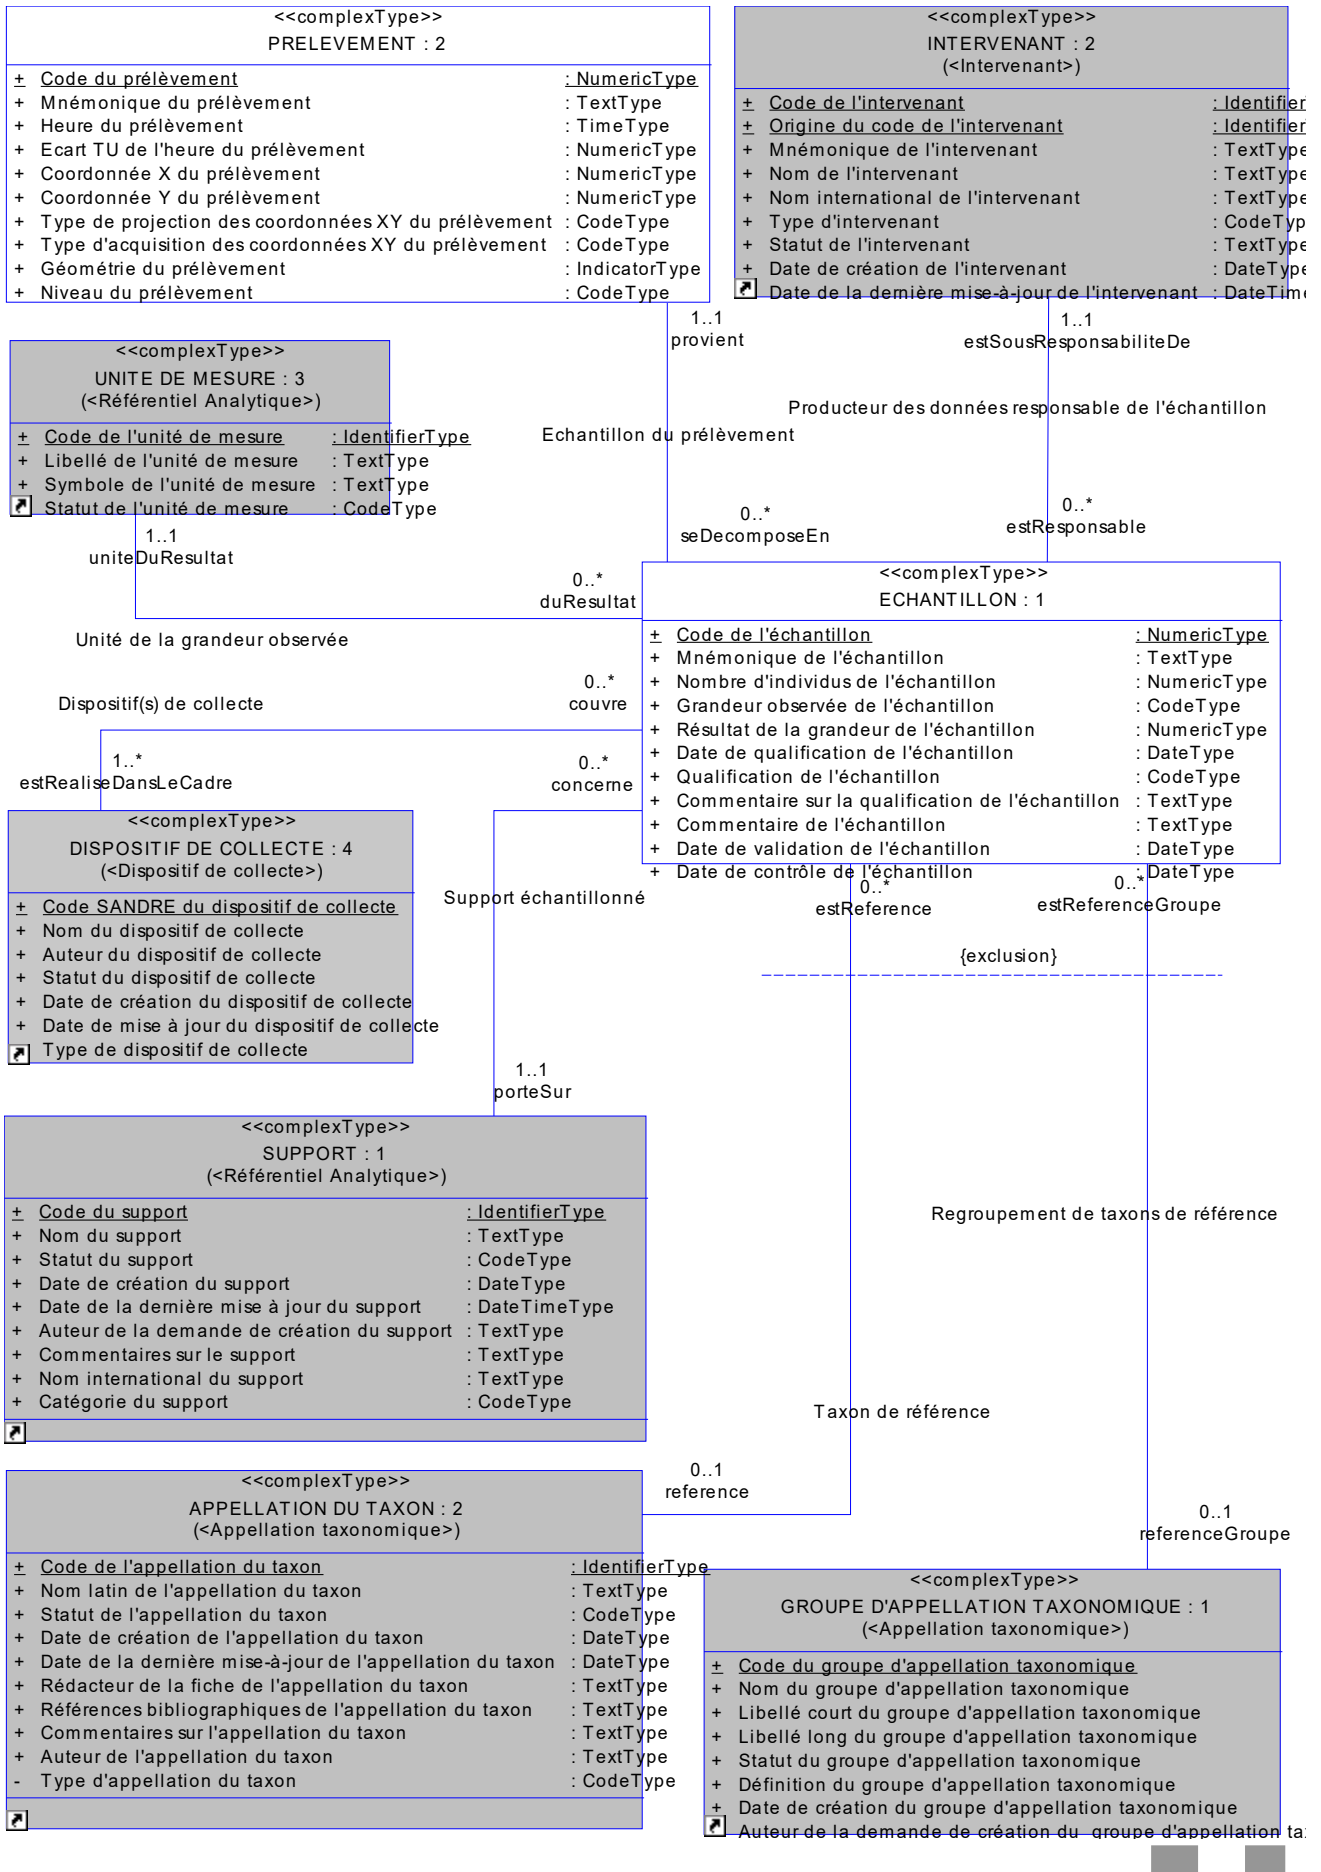 <<complexType>>
PRELEVEMENT : 2
+ Code du prélèvement : NumericType
+ Mnémonique du prélèvement : TextType
+ Heure du prélèvement : TimeType
+ Ecart TU de l'heure du prélèvement : NumericType
+ Coordonnée X du prélèvement : NumericType
+ Coordonnée Y du prélèvement : NumericType
+ Type de projection des coordonnées XY du prélèvement : CodeType
+ Type d'acquisition des coordonnées XY du prélèvement : CodeType
+ Géométrie du prélèvement : IndicatorType
+ Niveau du prélèvement : CodeType
<<complexType>>
INTERVENANT : 2
(<Intervenant>)
+ Code de l'intervenant : Identifier
+ Origine du code de l'intervenant : Identifier
+ Mnémonique de l'intervenant : TextType
+ Nom de l'intervenant : TextType
+ Nom international de l'intervenant : TextType
+ Type d'intervenant : CodeTyp
+ Statut de l'intervenant : TextType
+ Date de création de l'intervenant : DateType
Date de la dernière mise-à-jour de l'intervenant : DateTime
1..1
provient
1..1
estSousResponsabiliteDe
<<complexType>>
UNITE DE MESURE : 3
(<Référentiel Analytique>)
+ Code de l'unité de mesure : IdentifierType
+ Libellé de l'unité de mesure : TextType
+ Symbole de l'unité de mesure : TextType
Statut de l'unité de mesure : CodeType
Producteur des données responsable de l'échantillon
Echantillon du prélèvement
0..*
seDecomposeEn
0..*
estResponsable
1..1
uniteDuResultat
0..*
duResultat
Unité de la grandeur observée
<<complexType>>
ECHANTILLON : 1
+ Code de l'échantillon : NumericType
+ Mnémonique de l'échantillon : TextType
+ Nombre d'individus de l'échantillon : NumericType
+ Grandeur observée de l'échantillon : CodeType
+ Résultat de la grandeur de l'échantillon : NumericType
+ Date de qualification de l'échantillon : DateType
+ Qualification de l'échantillon : CodeType
+ Commentaire sur la qualification de l'échantillon : TextType
+ Commentaire de l'échantillon : TextType
+ Date de validation de l'échantillon : DateType
+ Date de contrôle de l'échantillon : DateType
0..*
couvre
Dispositif(s) de collecte
1..*
estRealiseDansLeCadre
0..*
concerne
<<complexType>>
DISPOSITIF DE COLLECTE : 4
(<Dispositif de collecte>)
+ Code SANDRE du dispositif de collecte
+ Nom du dispositif de collecte
+ Auteur du dispositif de collecte
+ Statut du dispositif de collecte
+ Date de création du dispositif de collecte
+ Date de mise à jour du dispositif de collecte
Type de dispositif de collecte
Support échantillonné
0..*
estReference
0..*
estReferenceGroupe
{exclusion}
1..1
porteSur
<<complexType>>
SUPPORT : 1
(<Référentiel Analytique>)
+ Code du support : IdentifierType
+ Nom du support : TextType
+ Statut du support : CodeType
+ Date de création du support : DateType
+ Date de la dernière mise à jour du support : DateTimeType
+ Auteur de la demande de création du support : TextType
+ Commentaires sur le support : TextType
+ Nom international du support : TextType
+ Catégorie du support : CodeType
Regroupement de taxons de référence
Taxon de référence
0..1
reference
0..1
referenceGroupe
<<complexType>>
APPELLATION DU TAXON : 2
(<Appellation taxonomique>)
+ Code de l'appellation du taxon : IdentifierType
+ Nom latin de l'appellation du taxon : TextType
+ Statut de l'appellation du taxon : CodeType
+ Date de création de l'appellation du taxon : DateType
+ Date de la dernière mise-à-jour de l'appellation du taxon : DateType
+ Rédacteur de la fiche de l'appellation du taxon : TextType
+ Références bibliographiques de l'appellation du taxon : TextType
+ Commentaires sur l'appellation du taxon : TextType
+ Auteur de l'appellation du taxon : TextType
- Type d'appellation du taxon : CodeType
<<complexType>>
GROUPE D'APPELLATION TAXONOMIQUE : 1
(<Appellation taxonomique>)
+ Code du groupe d'appellation taxonomique
+ Nom du groupe d'appellation taxonomique
+ Libellé court du groupe d'appellation taxonomique
+ Libellé long du groupe d'appellation taxonomique
+ Statut du groupe d'appellation taxonomique
+ Définition du groupe d'appellation taxonomique
+ Date de création du groupe d'appellation taxonomique
Auteur de la demande de création du groupe d'appellation ta